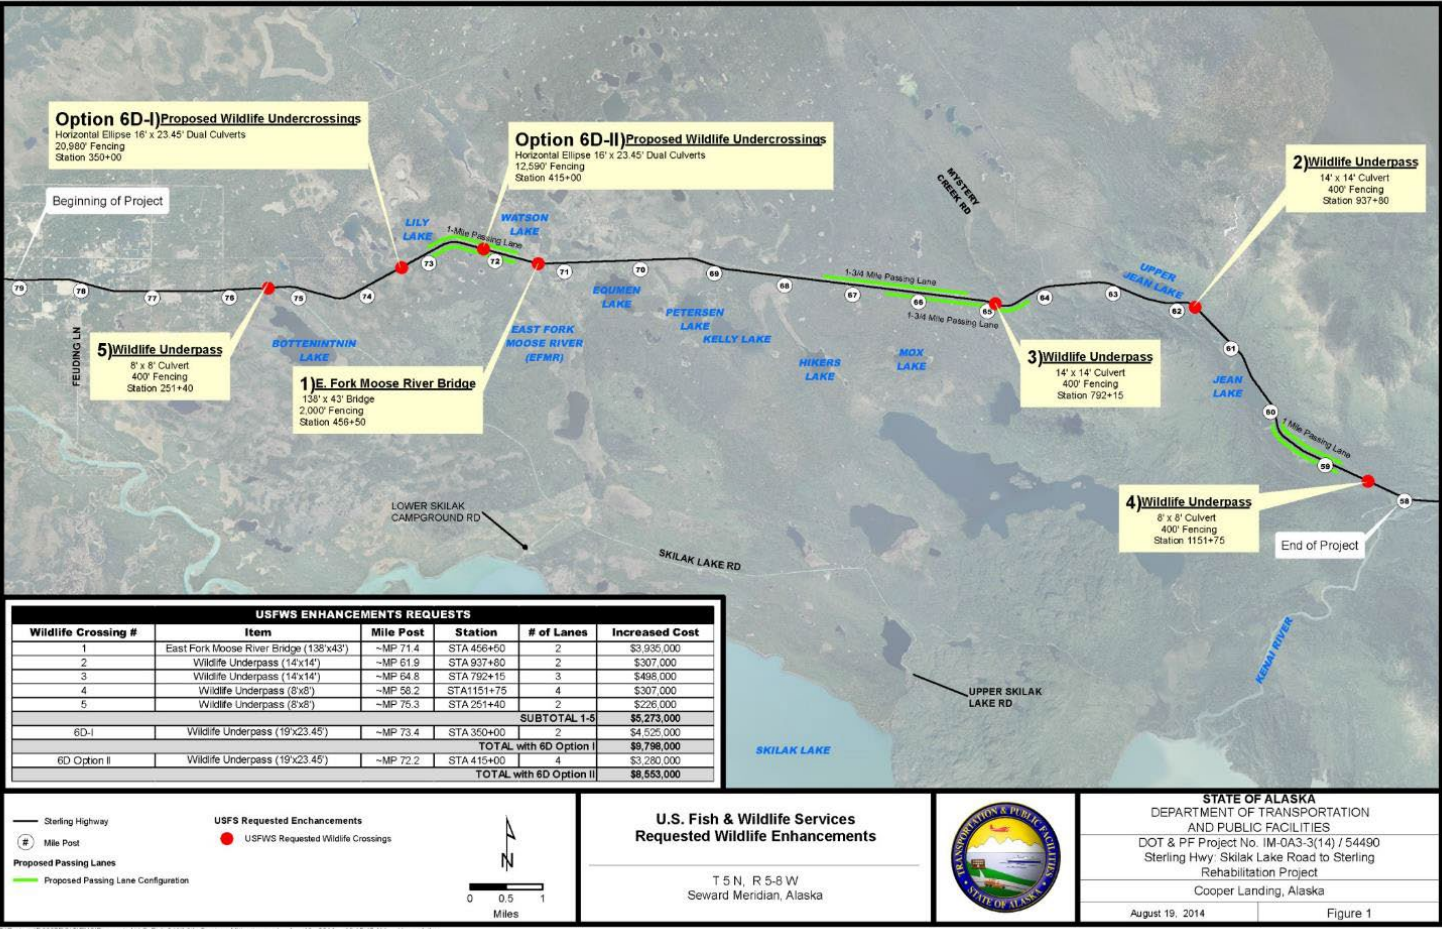 Option 6D-I)Proposed Wildlife Undercrossings
Horizontal Ellipse 16' x 23.45' Dual Culverts
20,980' Fencing
Station 350+00
Option 6D-II)Proposed Wildlife Undercrossings
Horizontal Ellipse 16' x 23.45' Dual Culverts
12,590' Fencing
Station 415+00
2)Wildlife Underpass
14' x 14' Culvert
400' Fencing
Station 937+80
Beginning of Project
MYSTERY
CREEK RD
LILY
LAKE
WATSON
LAKE
1-Mile Passing Lane
UPPER
JEAN LAKE
1-3/4 Mile Passing Lane
1-3/4 Mile Passing Lane
79
78
77
76
75
74
73
72
71
70
69
68
67
66
65
64
63
62
61
60
59
58
EQUMEN
LAKE
PETERSEN
LAKE
KELLY LAKE
EAST FORK
MOOSE RIVER
(EFMR)
BOTTENINTNIN
LAKE
HIKERS
LAKE
MOX
LAKE
JEAN
LAKE
FEUDING LN
5)Wildlife Underpass
8' x 8' Culvert
400' Fencing
Station 251+40
1)E. Fork Moose River Bridge
138' x 43' Bridge
2,000' Fencing
Station 456+50
3)Wildlife Underpass
14' x 14' Culvert
400' Fencing
Station 792+15
1 Mile Passing Lane
4)Wildlife Underpass
8' x 8' Culvert
400' Fencing
Station 1151+75
End of Project
LOWER SKILAK
CAMPGROUND RD
SKILAK LAKE RD
KENAI RIVER
UPPER SKILAK
LAKE RD
SKILAK LAKE
USFWS ENHANCEMENTS REQUESTS
Wildlife Crossing # Item Mile Post Station # of Lanes Increased Cost
1 East Fork Moose River Bridge (138'x43') ~MP 71.4 STA 456+50 2 $3,935,000
2 Wildlife Underpass (14'x14') ~MP 61.9 STA 937+80 2 $307,000
3 Wildlife Underpass (14'x14') ~MP 64.8 STA 792+15 3 $498,000
4 Wildlife Underpass (8'x8') ~MP 58.2 STA1151+75 4 $307,000
5 Wildlife Underpass (8'x8') ~MP 75.3 STA 251+40 2 $226,000
SUBTOTAL 1-5 $5,273,000
6D-I Wildlife Underpass (19'x23.45') ~MP 73.4 STA 350+00 2 $4,525,000
TOTAL with 6D Option I $9,798,000
6D Option II Wildlife Underpass (19'x23.45') ~MP 72.2 STA 415+00 4 $3,280,000
TOTAL with 6D Option II $8,553,000
Sterling Highway
# Mile Post
Proposed Passing Lanes
Proposed Passing Lane Configuration
USFS Requested Enchancements
USFWS Requested Wildlife Crossings
N
0 0.5 1
Miles
U.S. Fish & Wildlife Services
Requested Wildlife Enhancements
T 5 N, R 5-8 W
Seward Meridian, Alaska
TRANSPORTATION & PUBLIC FACILITIES
STATE OF ALASKA
STATE OF ALASKA
DEPARTMENT OF TRANSPORTATION
AND PUBLIC FACILITIES
DOT & PF Project No. IM-0A3-3(14) / 54490
Sterling Hwy: Skilak Lake Road to Sterling
Rehabilitation Project
Cooper Landing, Alaska
August 19, 2014
Figure 1